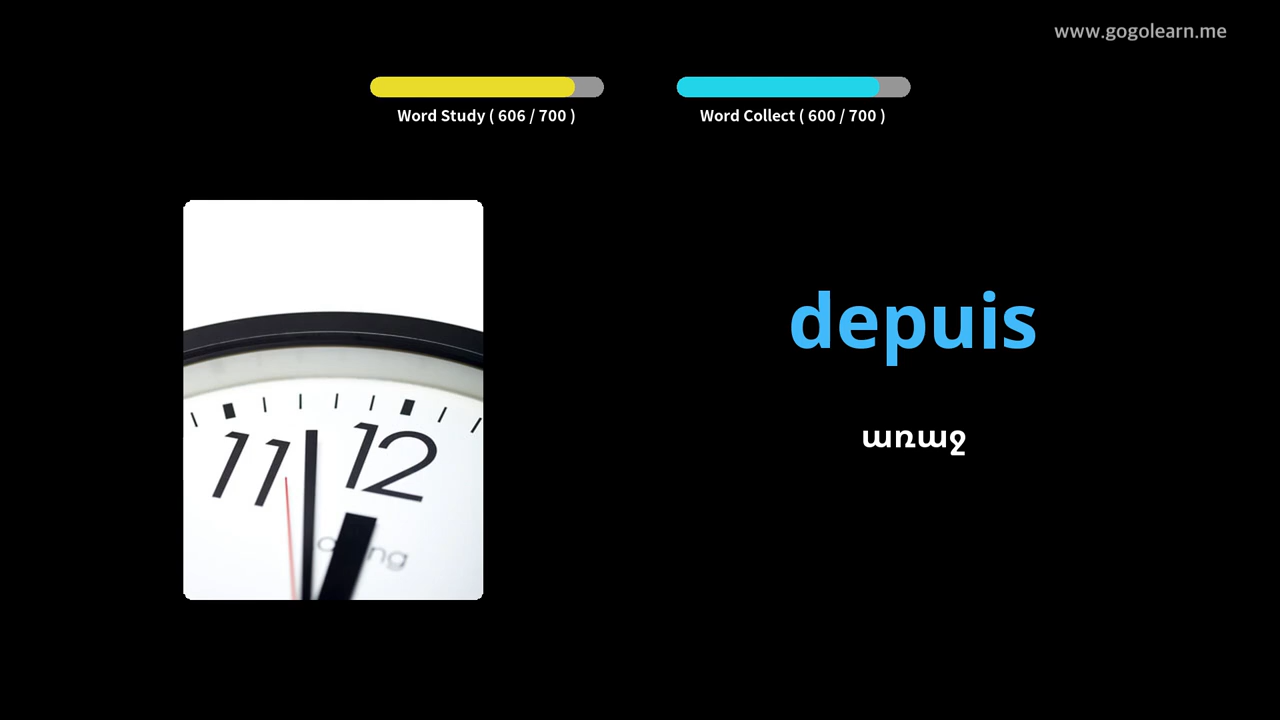 www.gogolearn.me
Word Study ( 606 / 700 )
Word Collect ( 600 / 700 )
depuis
առաջ
11
12